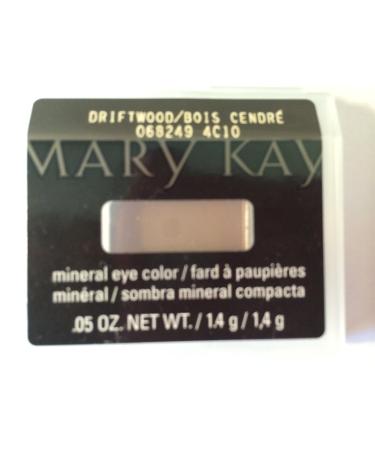 DRIFTWOOD/BOIS CENDRÉ
068249 4C10
MARY KAY
mineral eye color / fard à paupières
minéral / sombra mineral compacta
.05 OZ. NET WT. / 1.4 g / 1,4 g